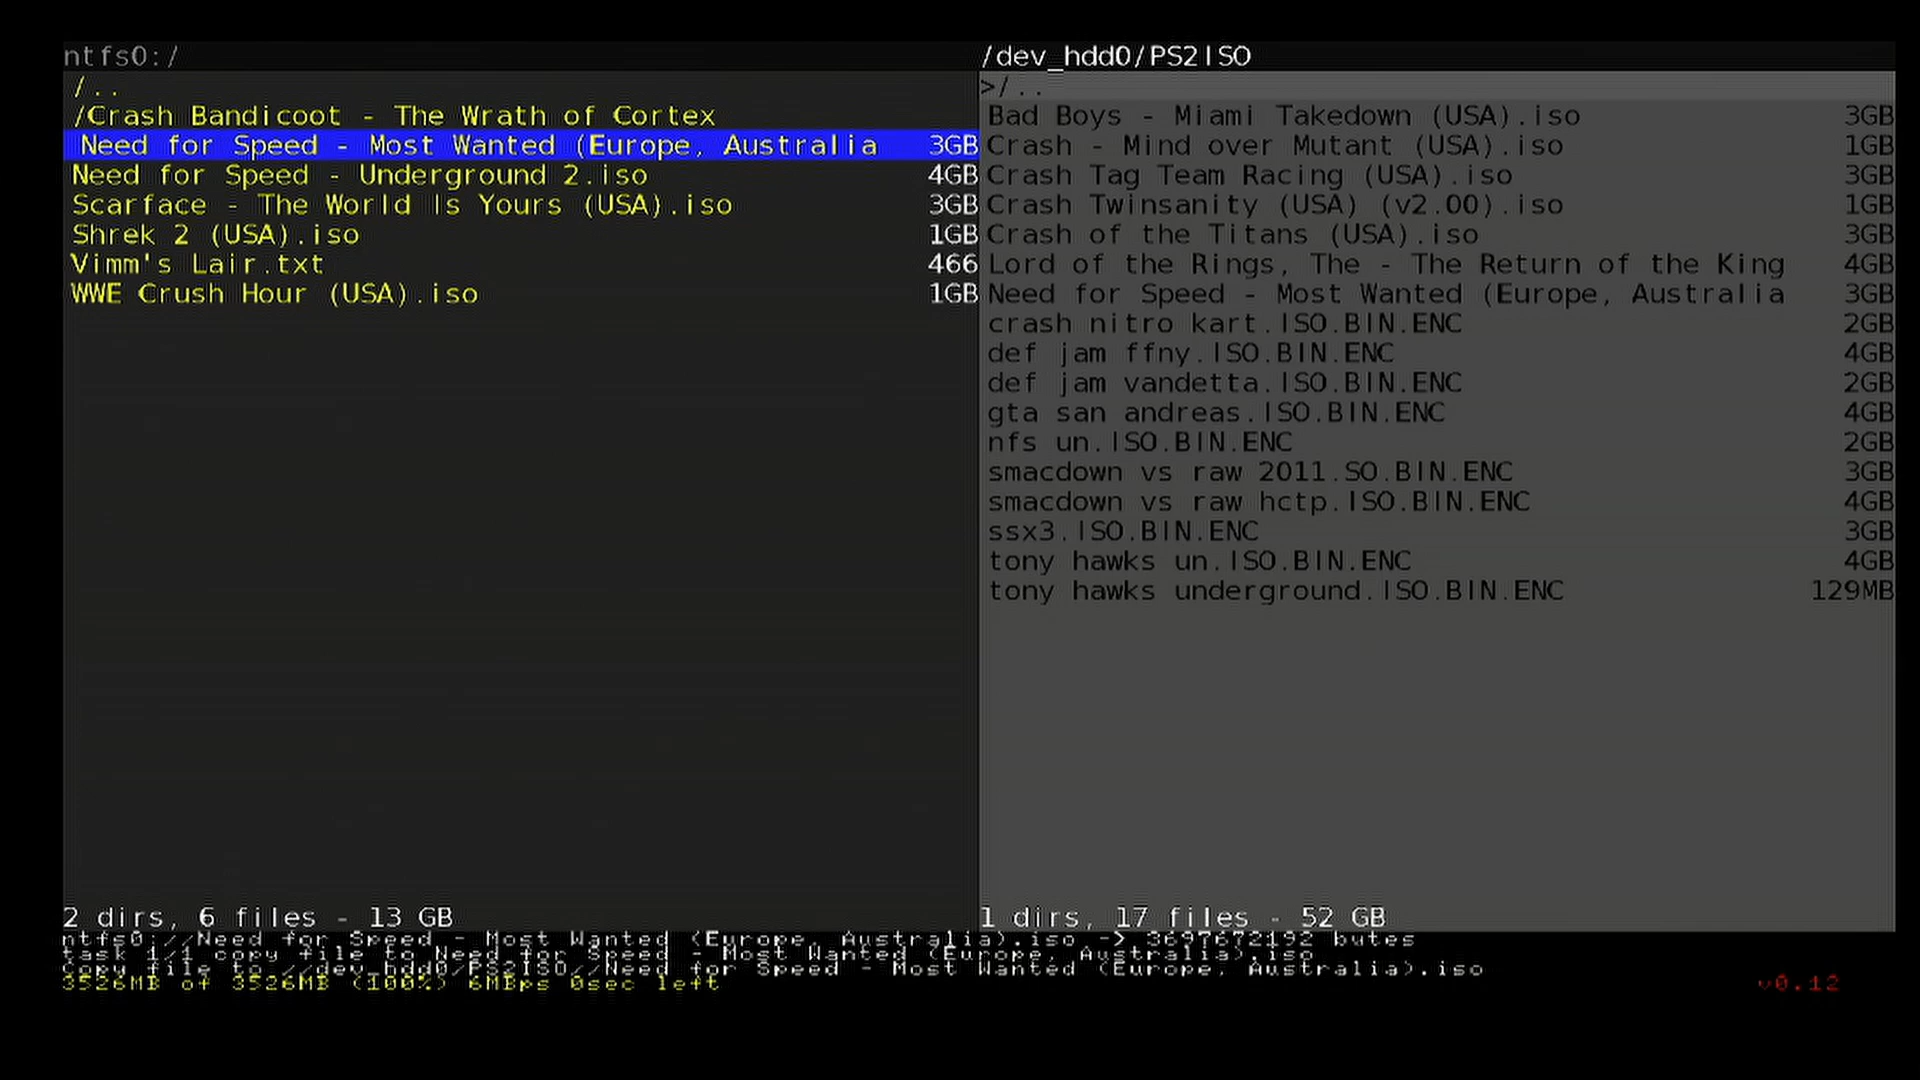 ntfs0:/
/..
/Crash Bandicoot - The Wrath of Cortex
Need for Speed - Most Wanted (Europe, Australia 3GB
Need for Speed - Underground 2.iso 4GB
Scarface - The World Is Yours (USA).iso 3GB
Shrek 2 (USA).iso 1GB
Vimm's Lair.txt 466
WWE Crush Hour (USA).iso 1GB
2 dirs, 6 files - 13 GB
/dev_hdd0/PS2ISO
>/..
Bad Boys - Miami Takedown (USA).iso 3GB
Crash - Mind over Mutant (USA).iso 1GB
Crash Tag Team Racing (USA).iso 3GB
Crash Twinsanity (USA) (v2.00).iso 1GB
Crash of the Titans (USA).iso 3GB
Lord of the Rings, The - The Return of the King 4GB
Need for Speed - Most Wanted (Europe, Australia 3GB
crash nitro kart.ISO.BIN.ENC 2GB
def jam ffny.ISO.BIN.ENC 4GB
def jam vandetta.ISO.BIN.ENC 2GB
gta san andreas.ISO.BIN.ENC 4GB
nfs un.ISO.BIN.ENC 2GB
smacdown vs raw 2011.SO.BIN.ENC 3GB
smacdown vs raw hctp.ISO.BIN.ENC 4GB
ssx3.ISO.BIN.ENC 3GB
tony hawks un.ISO.BIN.ENC 4GB
tony hawks underground.ISO.BIN.ENC 129MB
1 dirs, 17 files - 52 GB
ntfs0://Need for Speed - Most Wanted (Europe, Australia).iso -> 3697672192 bytes
task 1/1 copy file to Need for Speed - Most Wanted (Europe, Australia).iso
Copy file to //dev_hdd0/PS2ISO//Need for Speed - Most Wanted (Europe, Australia).iso
3526MB of 3526MB (100%) 6MBps 0sec left
v0.12